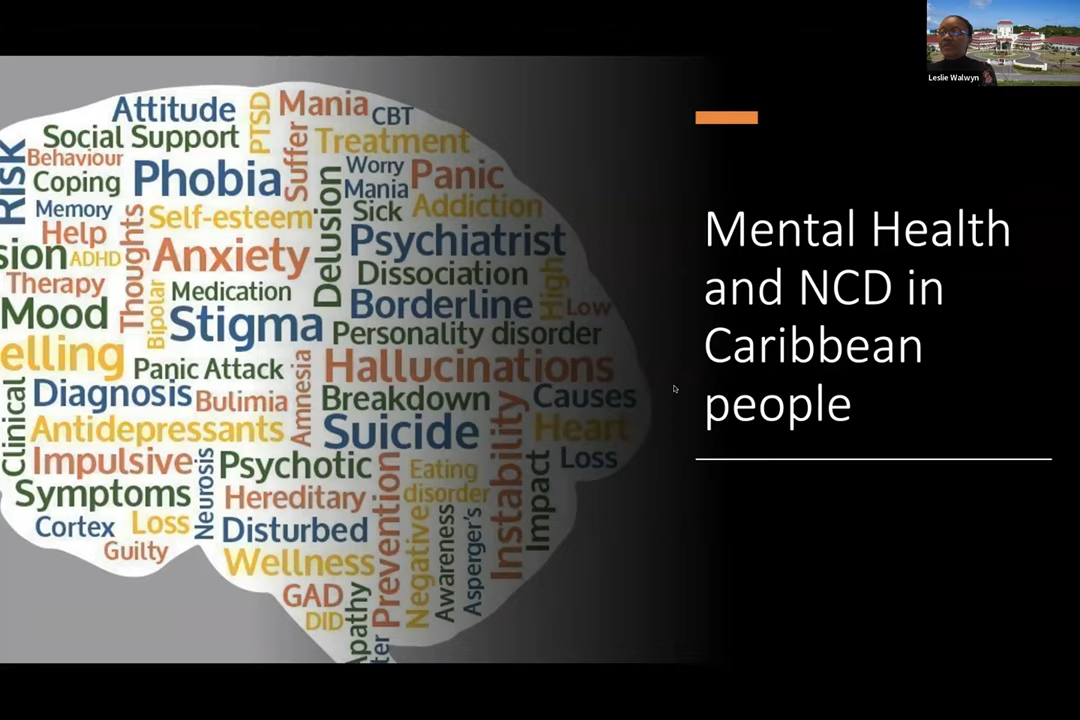 Leslie Walwyn
Mental Health
and NCD in
Caribbean
people
Attitude
PTSD
Mania
CBT
Social Support
Suffer
Treatment
Risk
Behaviour
Worry
Panic
Coping
Phobia
Mania
Memory
Self-esteem
Delusion
Sick
Addiction
Help
Thoughts
Psychiatrist
sion
ADHD
Anxiety
Dissociation
High
Therapy
Bipolar
Medication
Borderline
Low
Mood
Stigma
Personality disorder
elling
Panic Attack
Amnesia
Hallucinations
Clinical
Diagnosis
Bulimia
Breakdown
Causes
Antidepressants
Suicide
Instability
Heart
Impulsive
Neurosis
Psychotic
Prevention
Eating
disorder
Impact
Loss
Symptoms
Hereditary
Negative
Awareness
Asperger's
Cortex
Loss
Disturbed
Guilty
Wellness
GAD
DID
Apathy
ter